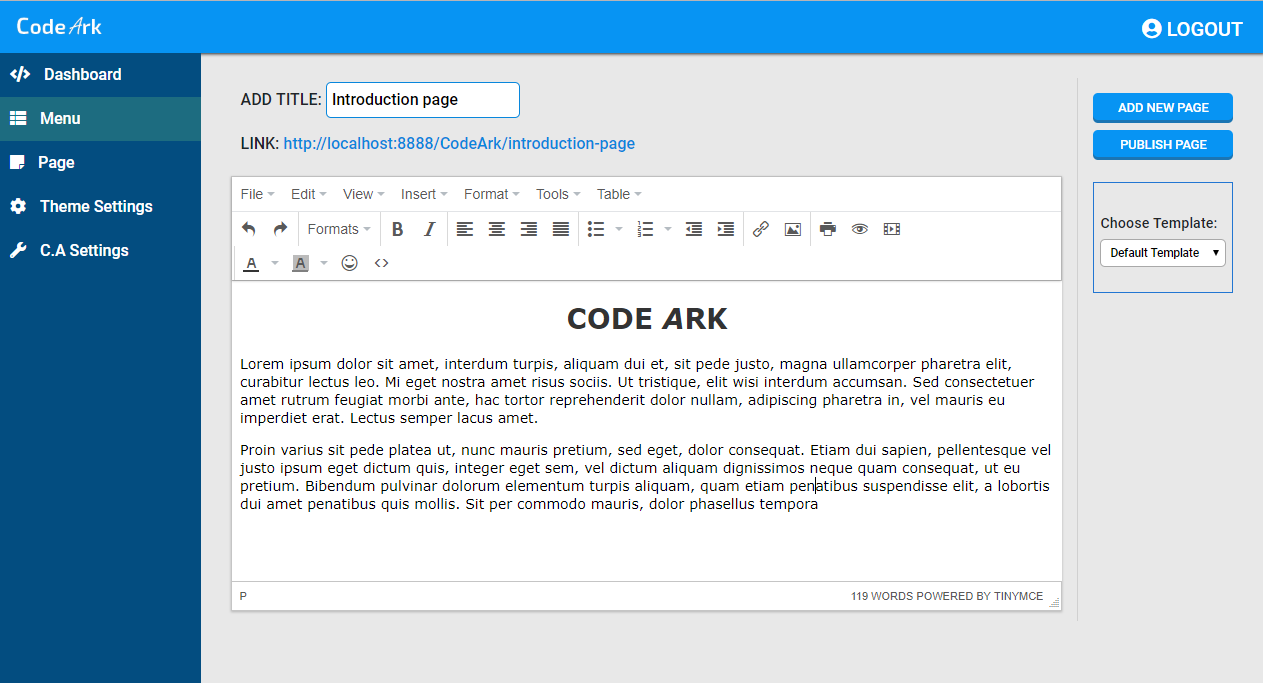 Code Ark
LOGOUT
Dashboard
Menu
Page
Theme Settings
C.A Settings
ADD TITLE: Introduction page
LINK: http://localhost:8888/CodeArk/introduction-page
File Edit View Insert Format Tools Table
Formats B I
A A
CODE ARK
Lorem ipsum dolor sit amet, interdum turpis, aliquam dui et, sit pede justo, magna ullamcorper pharetra elit,
curabitur lectus leo. Mi eget nostra amet risus sociis. Ut tristique, elit wisi interdum accumsan. Sed consectetuer
amet rutrum feugiat morbi ante, hac tortor reprehenderit dolor nullam, adipiscing pharetra in, vel mauris eu
imperdiet erat. Lectus semper lacus amet.
Proin varius sit pede platea ut, nunc mauris pretium, sed eget, dolor consequat. Etiam dui sapien, pellentesque vel
justo ipsum eget dictum quis, integer eget sem, vel dictum aliquam dignissimos neque quam consequat, ut eu
pretium. Bibendum pulvinar dolorum elementum turpis aliquam, quam etiam penatibus suspendisse elit, a lobortis
dui amet penatibus quis mollis. Sit per commodo mauris, dolor phasellus tempora
P
119 WORDS POWERED BY TINYMCE
ADD NEW PAGE
PUBLISH PAGE
Choose Template:
Default Template